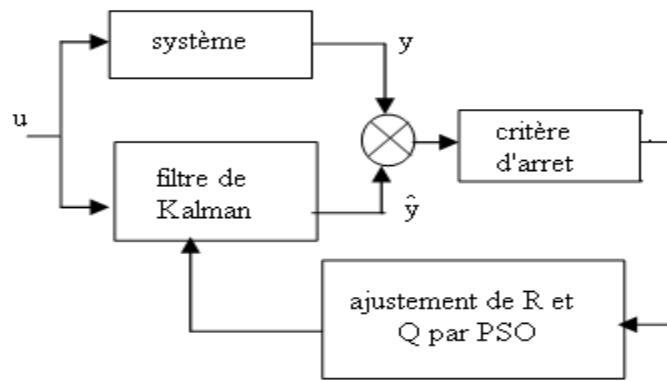 système
y
u
critère
d'arret
filtre de
Kalman
ŷ
ajustement de R et
Q par PSO